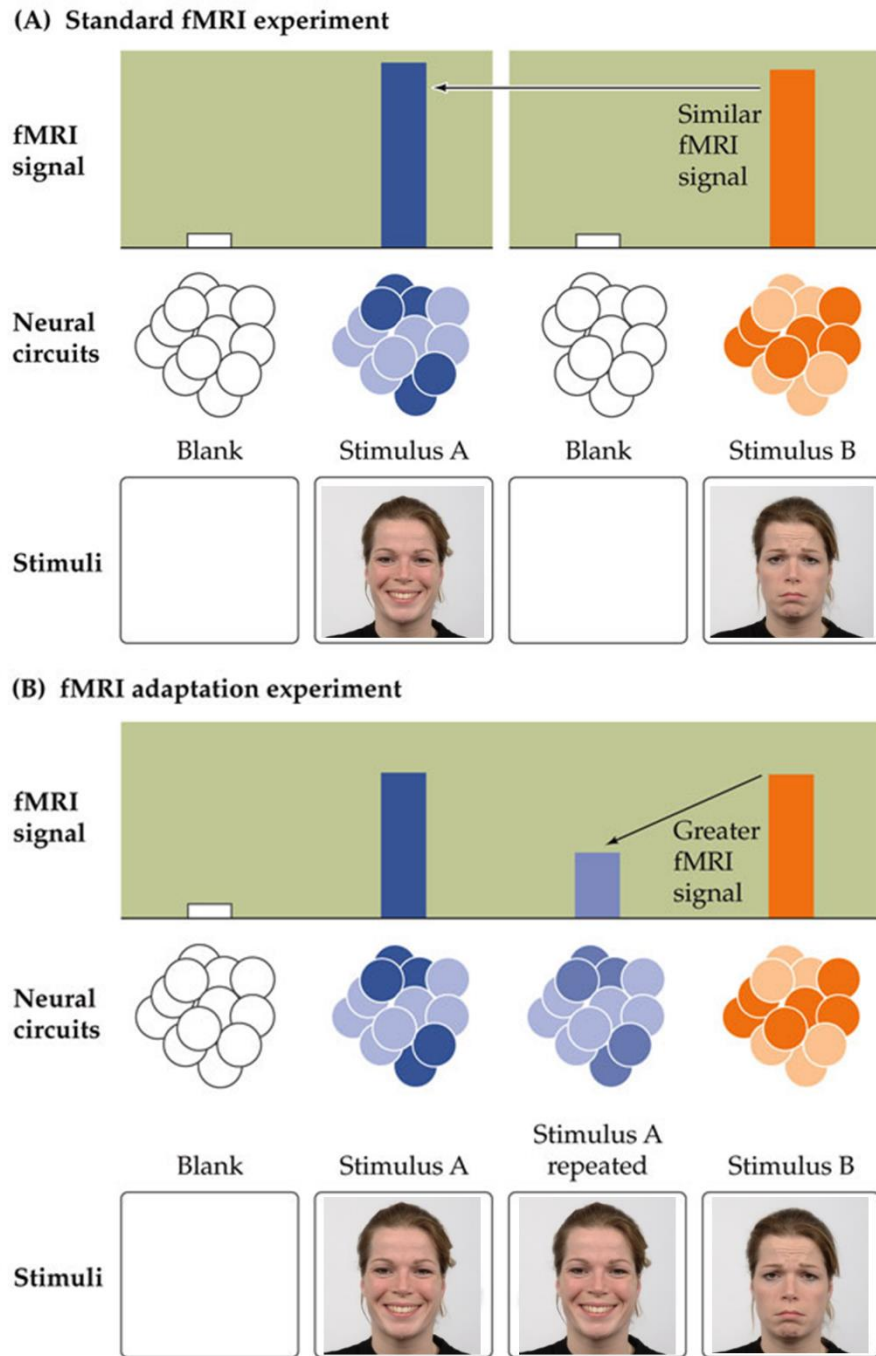 (A) Standard fMRI experiment
fMRI
signal
Similar
fMRI
signal
Neural
circuits
Blank
Stimulus A
Blank
Stimulus B
Stimuli
(B) fMRI adaptation experiment
fMRI
signal
Greater
fMRI
signal
Neural
circuits
Blank
Stimulus A
Stimulus A
repeated
Stimulus B
Stimuli